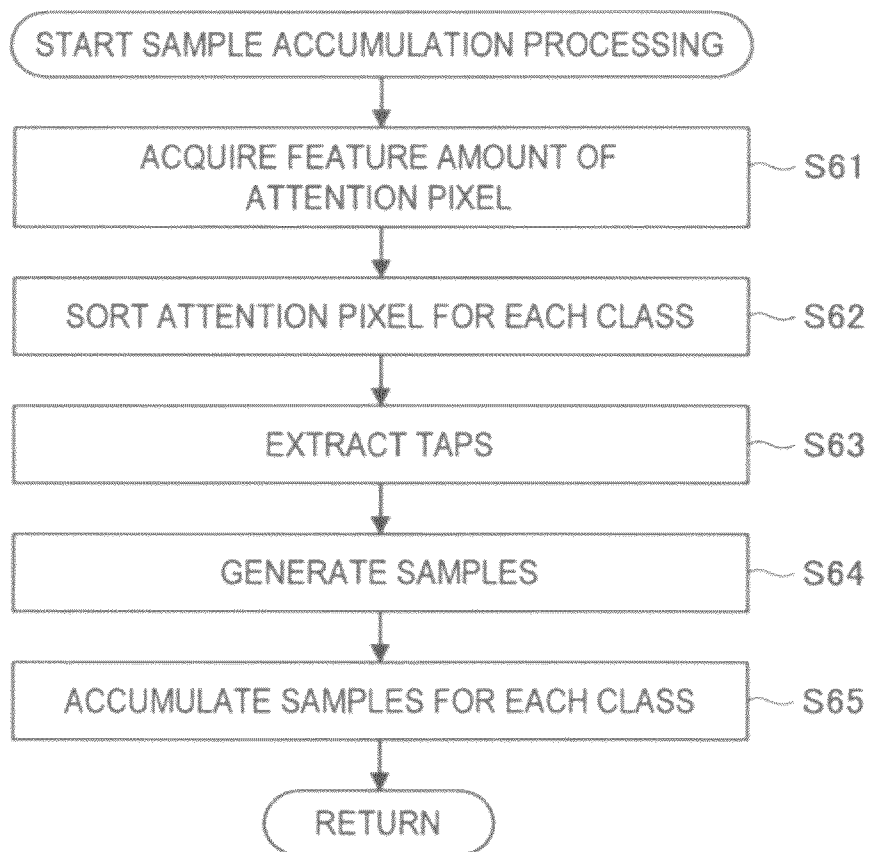 START SAMPLE ACCUMULATION PROCESSING
ACQUIRE FEATURE AMOUNT OF
ATTENTION PIXEL
S61
SORT ATTENTION PIXEL FOR EACH CLASS
S62
EXTRACT TAPS
S63
GENERATE SAMPLES
S64
ACCUMULATE SAMPLES FOR EACH CLASS
S65
RETURN